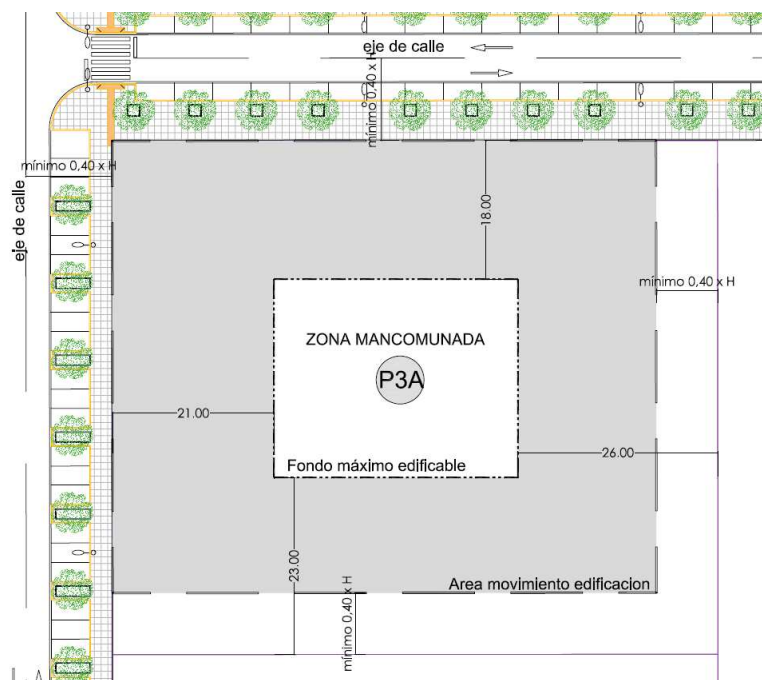 eje de calle
mínimo 0,40 x H
mínimo 0,40 x H
eje de calle
18.00
mínimo 0,40 x H
ZONA MANCOMUNADA
P3A
21.00
26.00
Fondo máximo edificable
23.00
Area movimiento edificacion
mínimo 0,40 x H